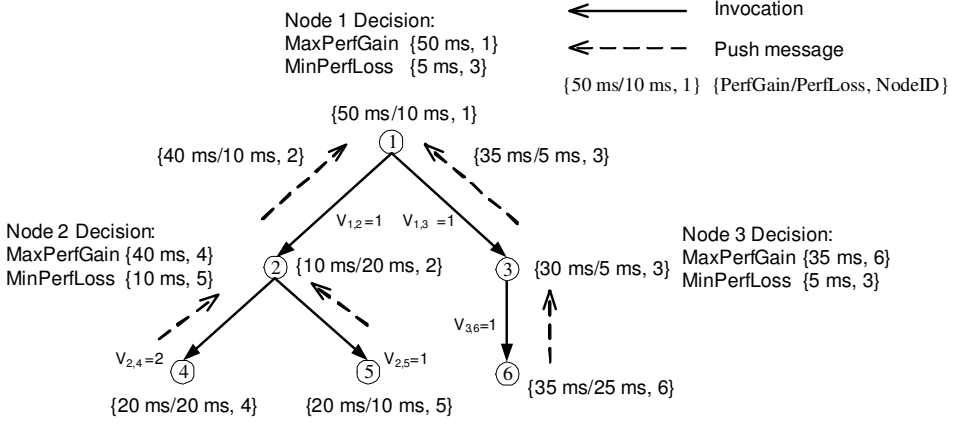 Node 1 Decision:
MaxPerfGain {50 ms, 1}
MinPerfLoss {5 ms, 3}
Invocation
Push message
{50 ms/10 ms, 1} {PerfGain/PerfLoss, NodeID}
{50 ms/10 ms, 1}
1
{40 ms/10 ms, 2}
{35 ms/5 ms, 3}
V1,2=1
V1,3 =1
Node 2 Decision:
MaxPerfGain {40 ms, 4}
MinPerfLoss {10 ms, 5}
Node 3 Decision:
MaxPerfGain {35 ms, 6}
MinPerfLoss {5 ms, 3}
2
{10 ms/20 ms, 2}
3
{30 ms/5 ms, 3}
V2,4=2
V2,5=1
V3,6=1
4
5
6
{20 ms/20 ms, 4}
{20 ms/10 ms, 5}
{35 ms/25 ms, 6}